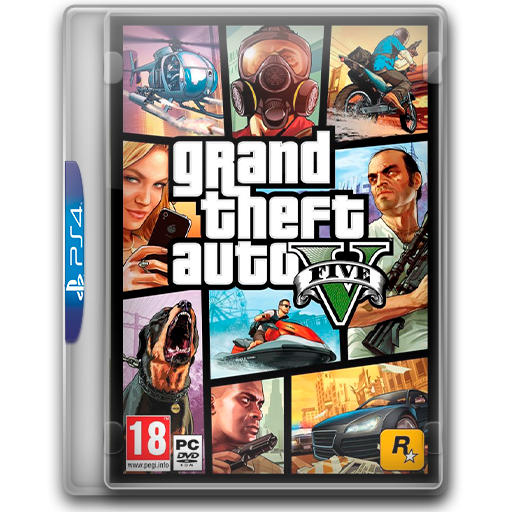 grand
theft
auto
V
FIVE
PS4
18
www.pegi.info
PC
DVD
ROM
R